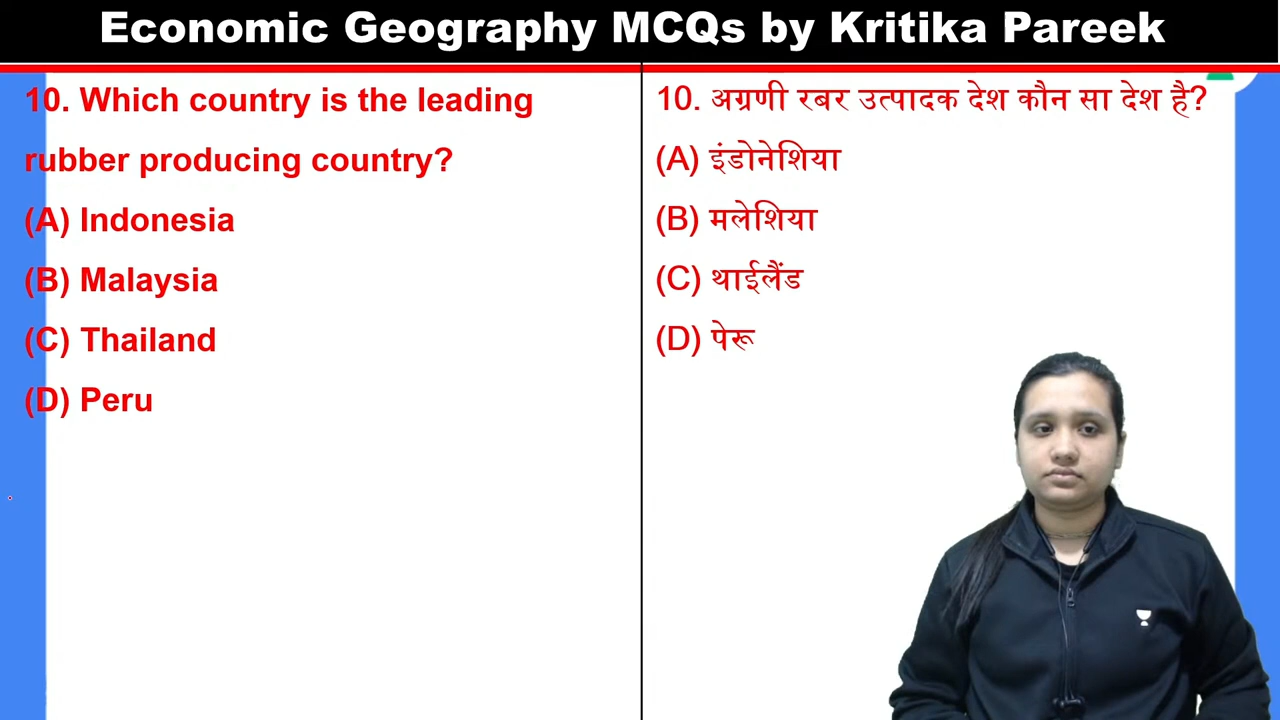 Economic Geography MCQs by Kritika Pareek
10. Which country is the leading
rubber producing country?
(A) Indonesia
(B) Malaysia
(C) Thailand
(D) Peru
10. अग्रणी रबर उत्पादक देश कौन सा देश है?
(A) इंडोनेशिया
(B) मलेशिया
(C) थाईलैंड
(D) पेरू